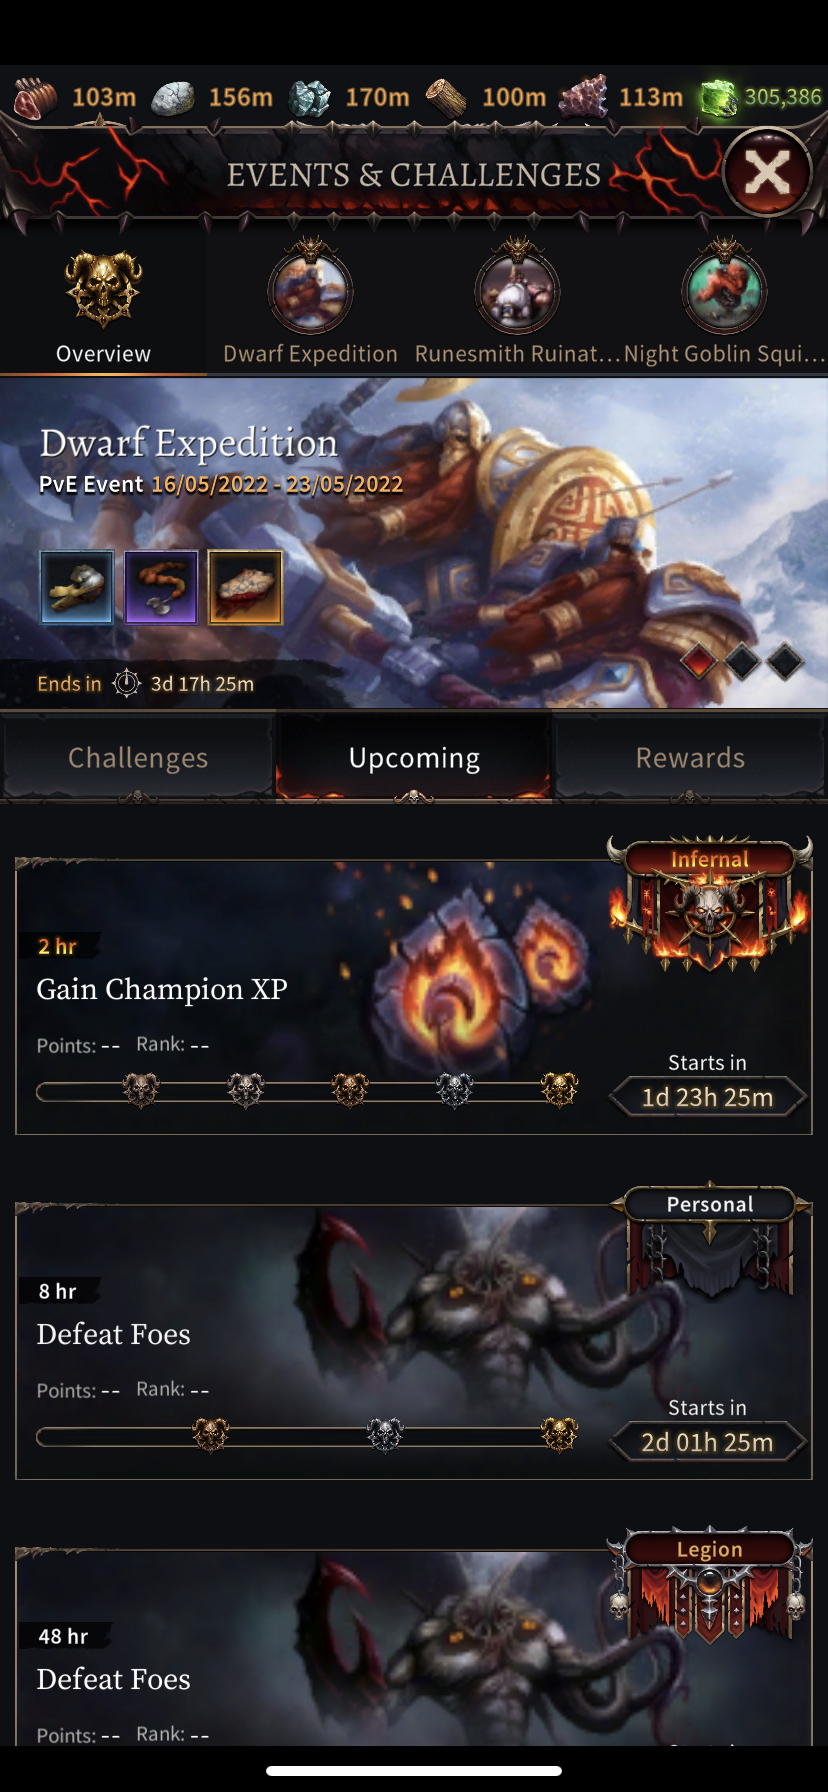 103m 156m 170m 100m 113m 305,386
EVENTS & CHALLENGES
Overview Dwarf Expedition Runesmith Ruinat... Night Goblin Squi...
Dwarf Expedition
PvE Event 16/05/2022 - 23/05/2022
Ends in 3d 17h 25m
Challenges Upcoming Rewards
Infernal
2 hr
Gain Champion XP
Points: -- Rank: --
Starts in
1d 23h 25m
Personal
8 hr
Defeat Foes
Points: -- Rank: --
Starts in
2d 01h 25m
Legion
48 hr
Defeat Foes
Points: -- Rank: --